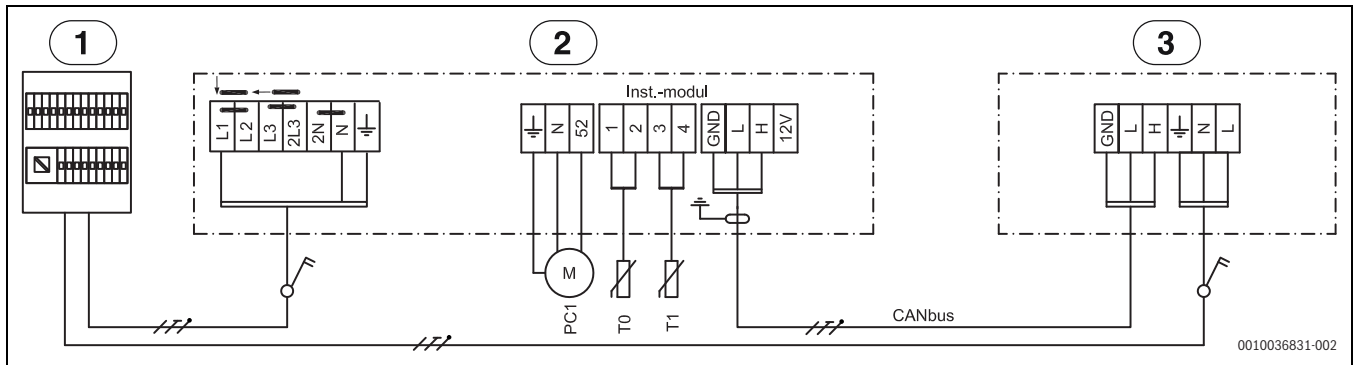 1
2
3
Inst.-modul
L1 L2 L3 2L3 2N N
N 52
1 2 3 4
GND L H 12V
GND L H N L
M
PC1
T0
T1
CANbus
0010036831-002